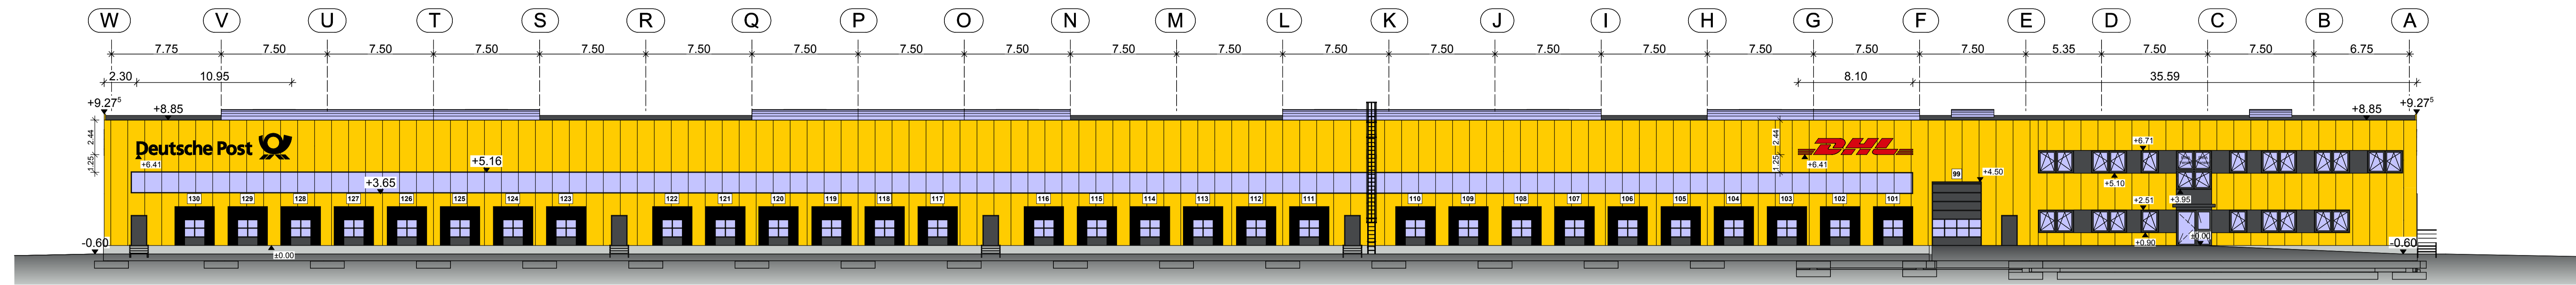 W V U T S R Q P O N M L K J I H G F E D C B A
7.75 7.50 7.50 7.50 7.50 7.50 7.50 7.50 7.50 7.50 7.50 7.50 7.50 7.50 7.50 7.50 7.50 7.50 5.35 7.50 7.50 6.75
2.30 10.95 8.10 35.59
+9.27⁵ +8.85 +8.85 +9.27⁵
2.44 2.44
Deutsche Post DHL
+6.71
1.25 +6.41 +5.16 1.25 +6.41
99 +4.50
+5.10
+3.65
130 129 128 127 126 125 124 123 122 121 120 119 118 117 116 115 114 113 112 111 110 109 108 107 106 105 104 103 102 101
+3.95
+2.51
±0.00
-0.60 +0.90 -0.60
±0.00